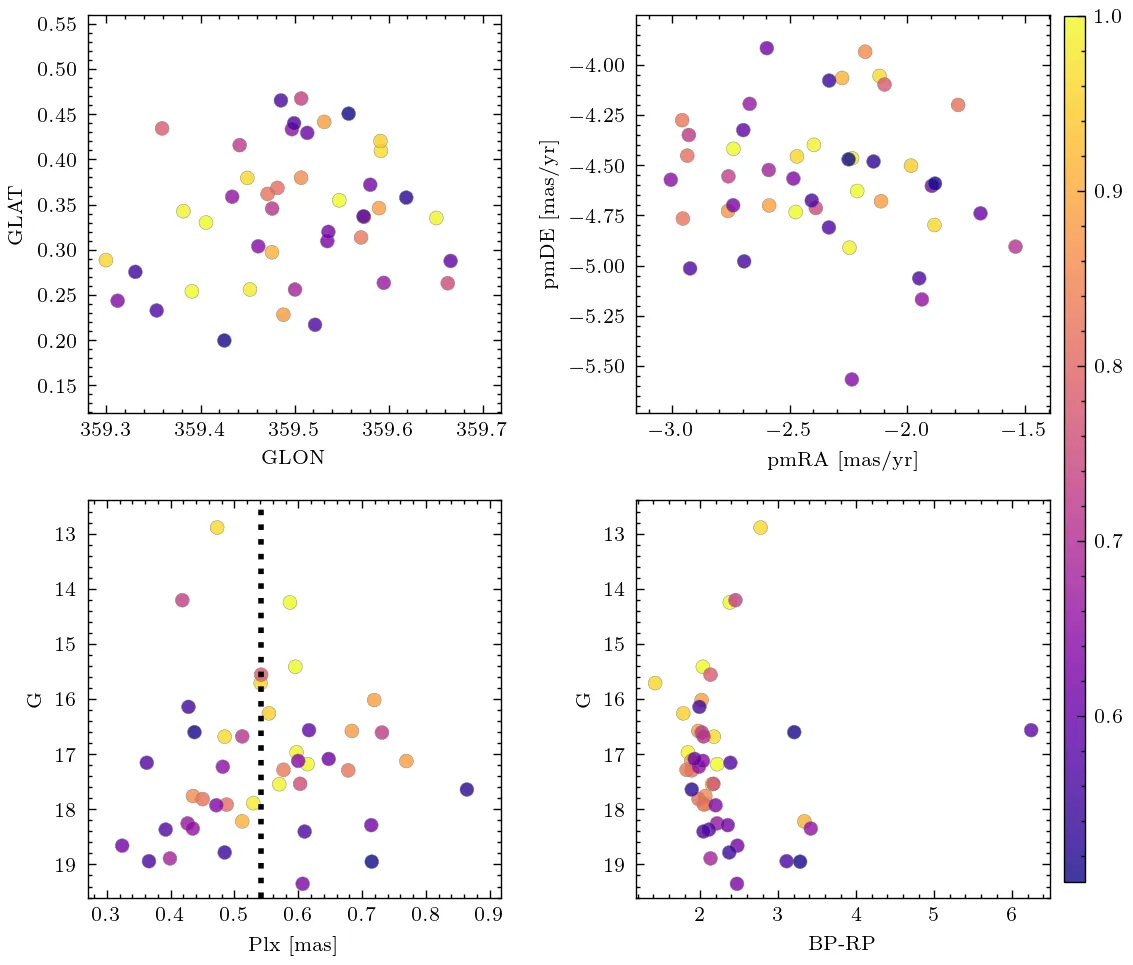 0.55
0.50
0.45
0.40
0.35
0.30
0.25
0.20
0.15
GLAT
359.3 359.4 359.5 359.6 359.7
GLON
−4.00
−4.25
−4.50
−4.75
−5.00
−5.25
−5.50
pmDE [mas/yr]
−3.0 −2.5 −2.0 −1.5
pmRA [mas/yr]
1.0
0.9
0.8
0.7
0.6
13
14
15
16
17
18
19
G
0.3 0.4 0.5 0.6 0.7 0.8 0.9
Plx [mas]
13
14
15
16
17
18
19
G
2 3 4 5 6
BP-RP